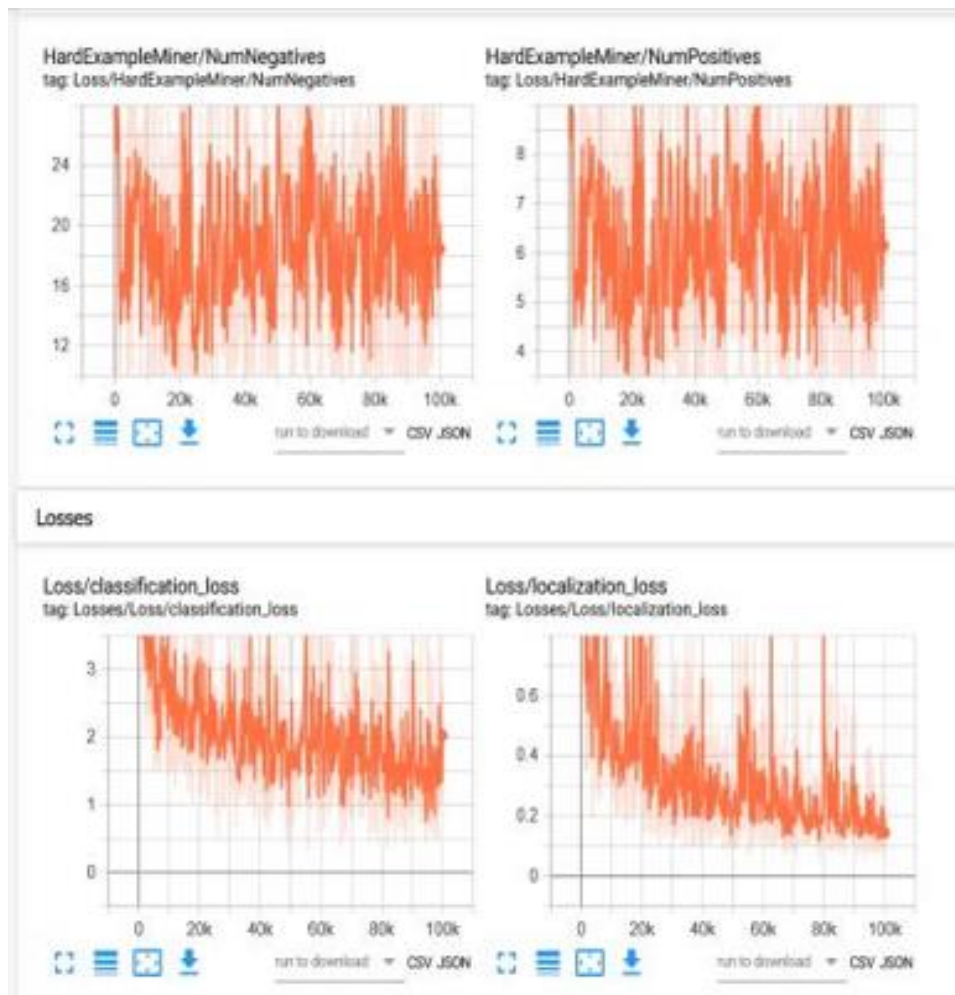 HardExampleMiner/NumNegatives
tag: Loss/HardExampleMiner/NumNegatives
24
20
16
12
0 20k 40k 60k 80k 100k
run to download CSV JSON
HardExampleMiner/NumPositives
tag: Loss/HardExampleMiner/NumPositives
8
7
6
5
4
0 20k 40k 60k 80k 100k
run to download CSV JSON
Losses
Loss/classification_loss
tag: Losses/Loss/classification_loss
3
2
1
0
0 20k 40k 60k 80k 100k
run to download CSV JSON
Loss/localization_loss
tag: Losses/Loss/localization_loss
0.6
0.4
0.2
0
0 20k 40k 60k 80k 100k
run to download CSV JSON